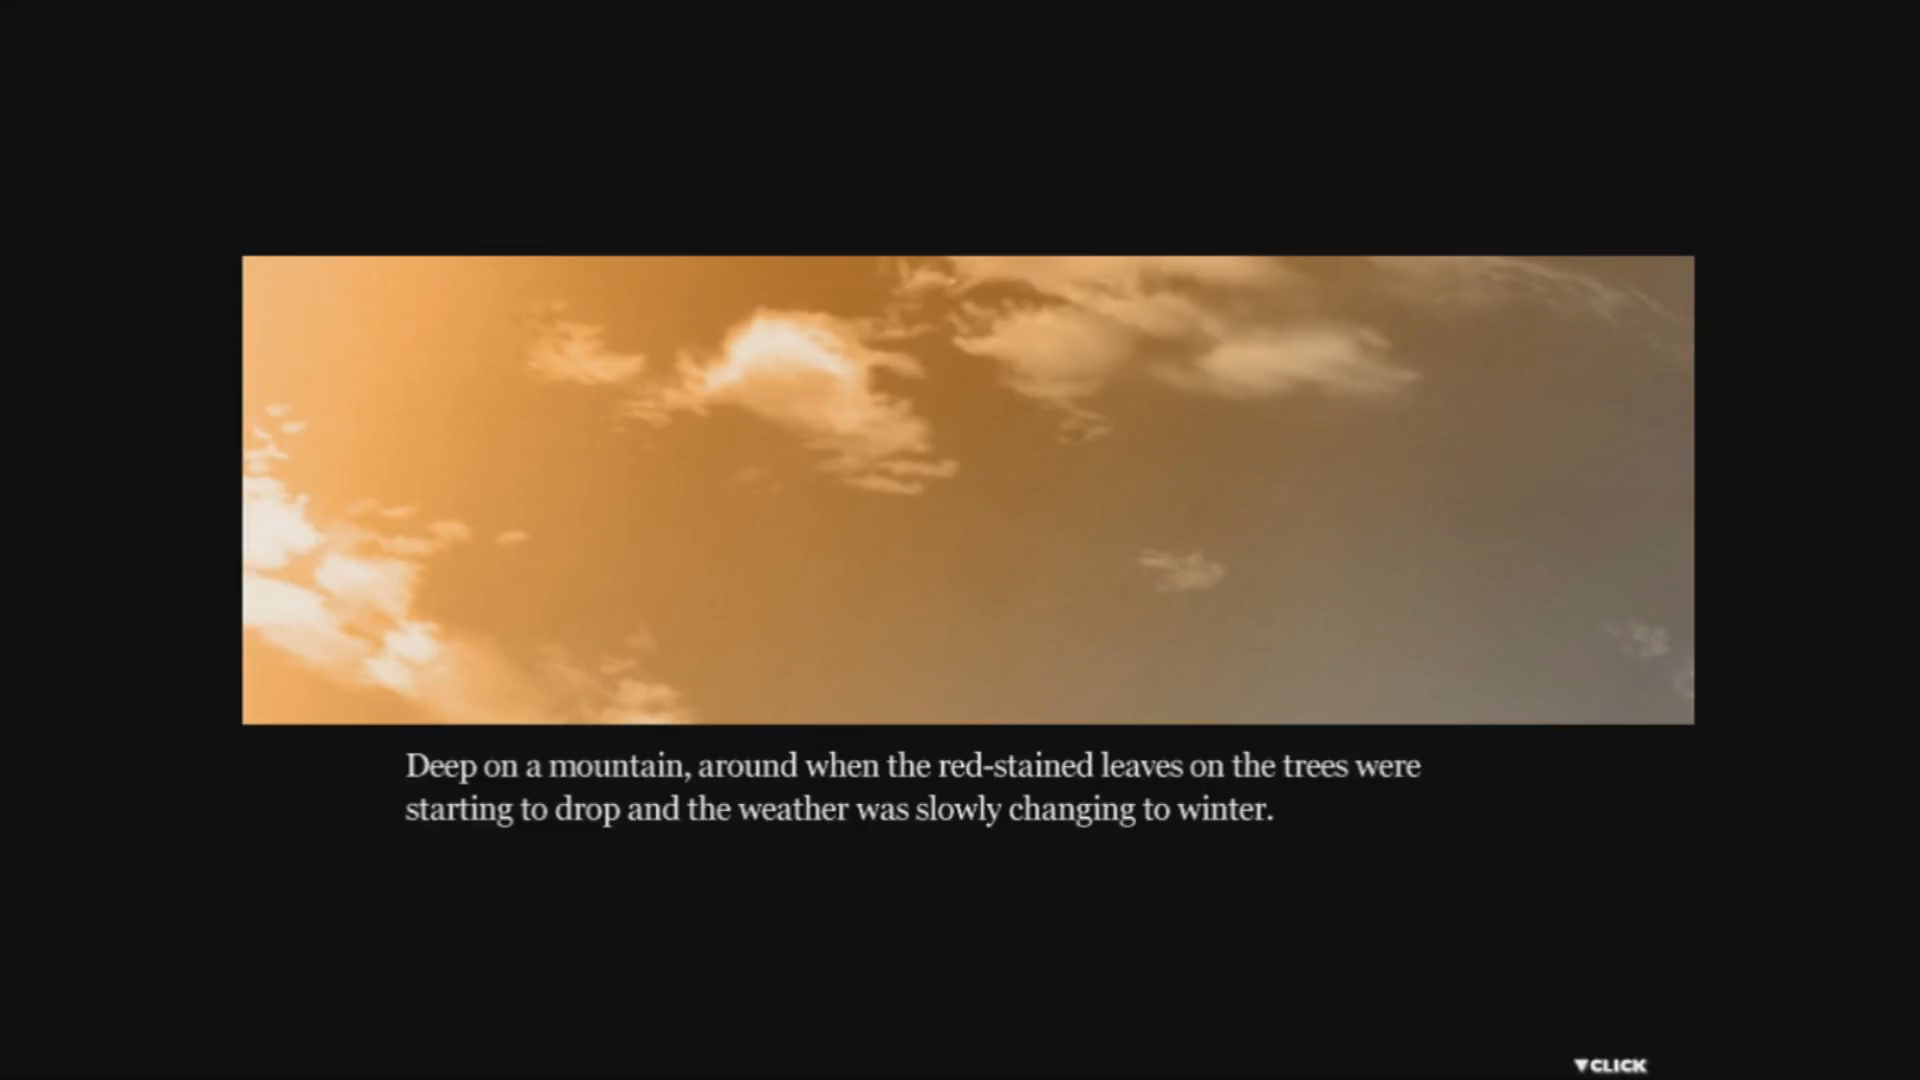 Deep on a mountain, around when the red-stained leaves on the trees were
starting to drop and the weather was slowly changing to winter.
▼CLICK